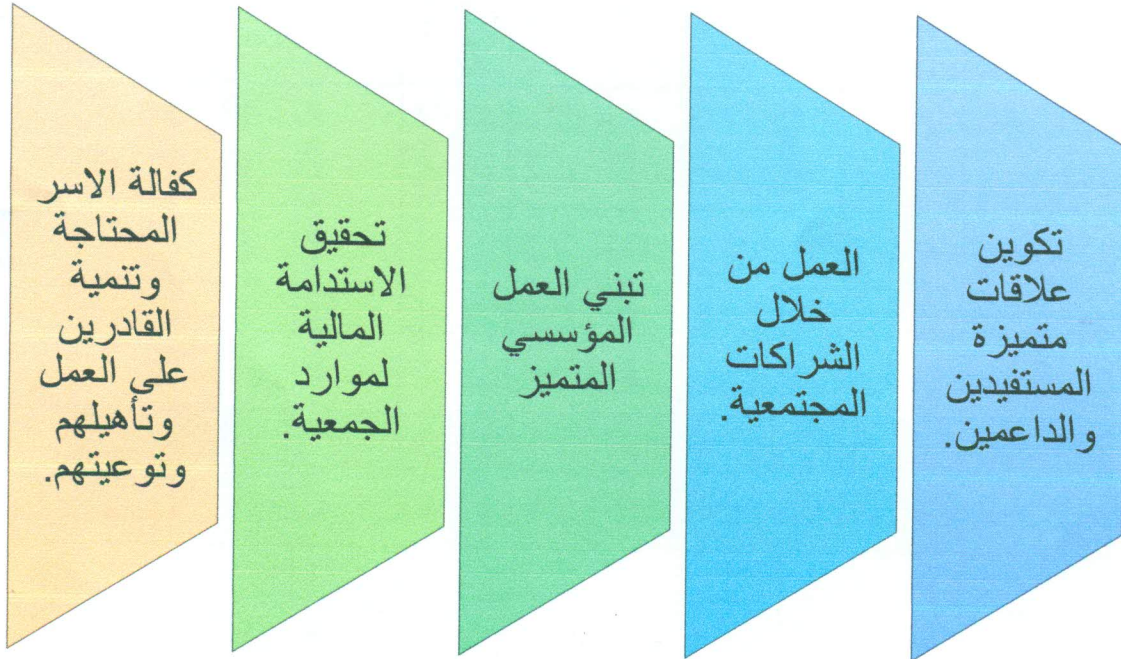 تكوين
علاقات
متميزة
المستفيدين
والداعمين.
العمل من
خلال
الشراكات
المجتمعية.
تبني العمل
المؤسسي
المتميز
تحقيق
الاستدامة
المالية
لموارد
الجمعية.
كفالة الاسر
المحتاجة
وتنمية
القادرين
على العمل
وتأهيلهم
وتوعيتهم.